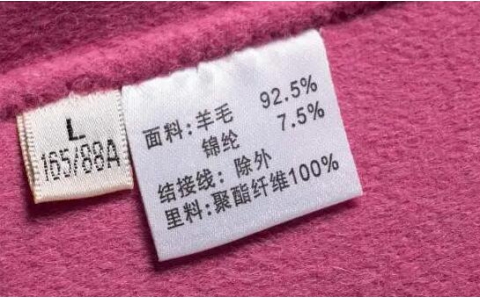 L
165/88A
面料:羊毛 92.5%
锦纶 7.5%
结接线: 除外
里料:聚酯纤维100%